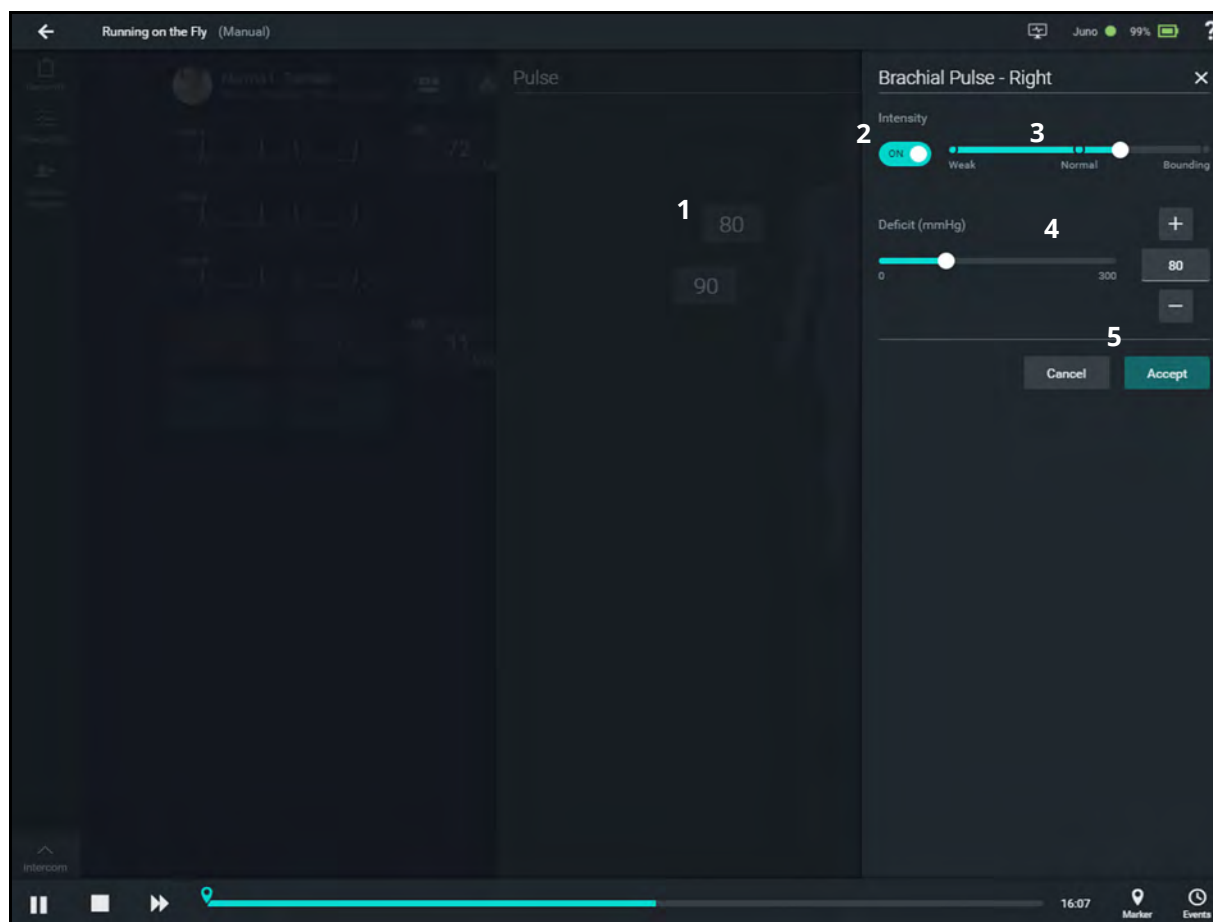 Running on the Fly (Manual)
Juno 99% ?
Pulse
Brachial Pulse - Right
Intensity
2
3
ON
Weak Normal Bounding
1
80
Deficit (mmHg)
4
+
90
0 300
80
−
5
Cancel Accept
72
Intercom
16:07
Marker
Events